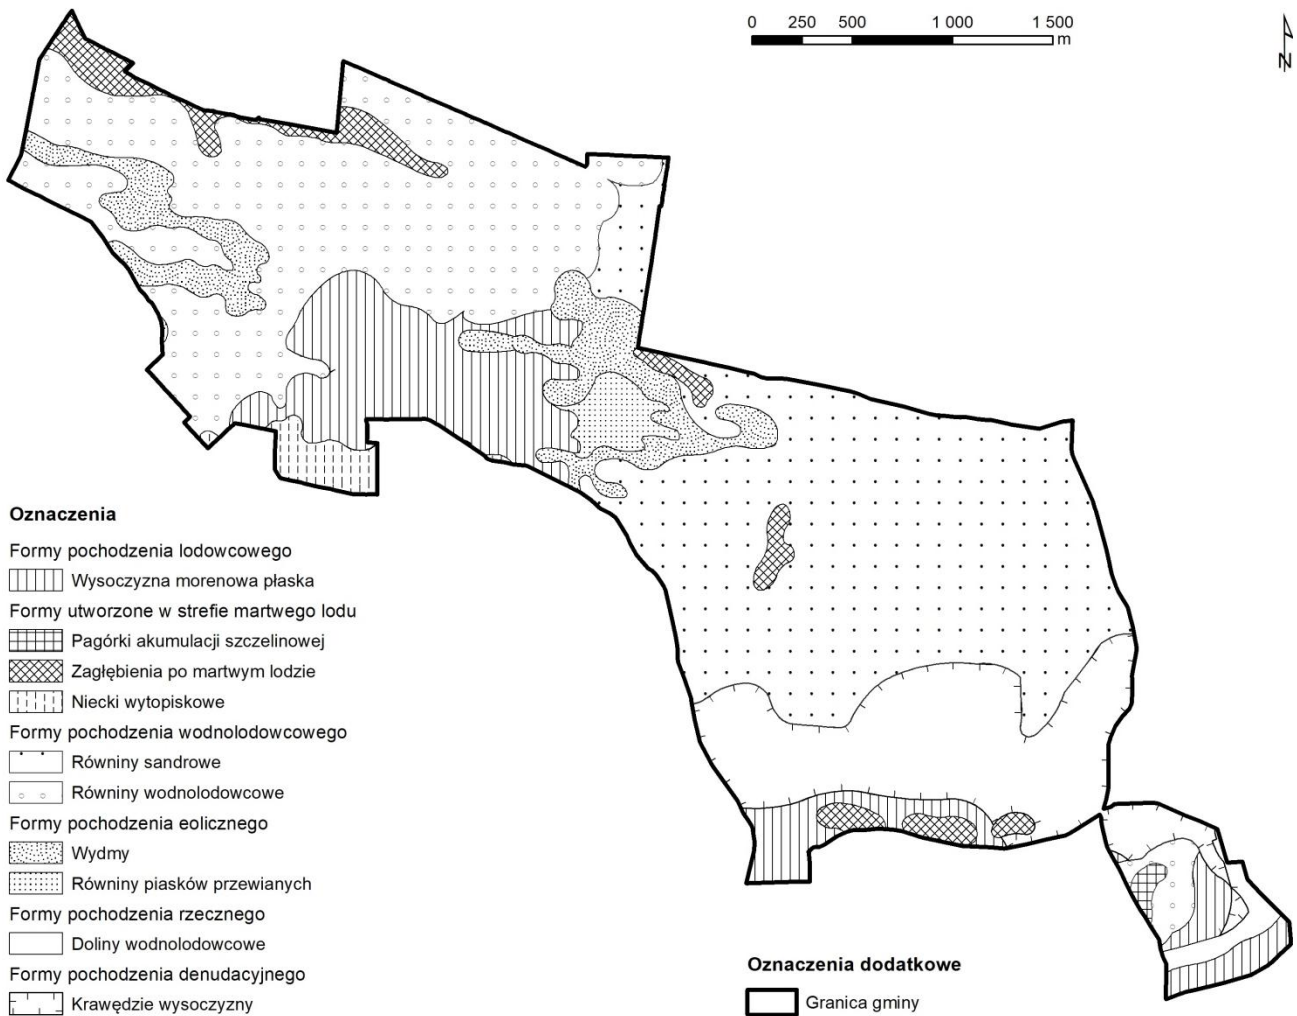 0 250 500 1 000 1 500
m
N
Oznaczenia
Formy pochodzenia lodowcowego
Wysoczyzna morenowa płaska
Formy utworzone w strefie martwego lodu
Pagórki akumulacji szczelinowej
Zagłębienia po martwym lodzie
Niecki wytopiskowe
Formy pochodzenia wodnolodowcowego
Równiny sandrowe
Równiny wodnolodowcowe
Formy pochodzenia eolicznego
Wydmy
Równiny piasków przewianych
Formy pochodzenia rzecznego
Doliny wodnolodowcowe
Formy pochodzenia denudacyjnego
Krawędzie wysoczyzny
Oznaczenia dodatkowe
Granica gminy